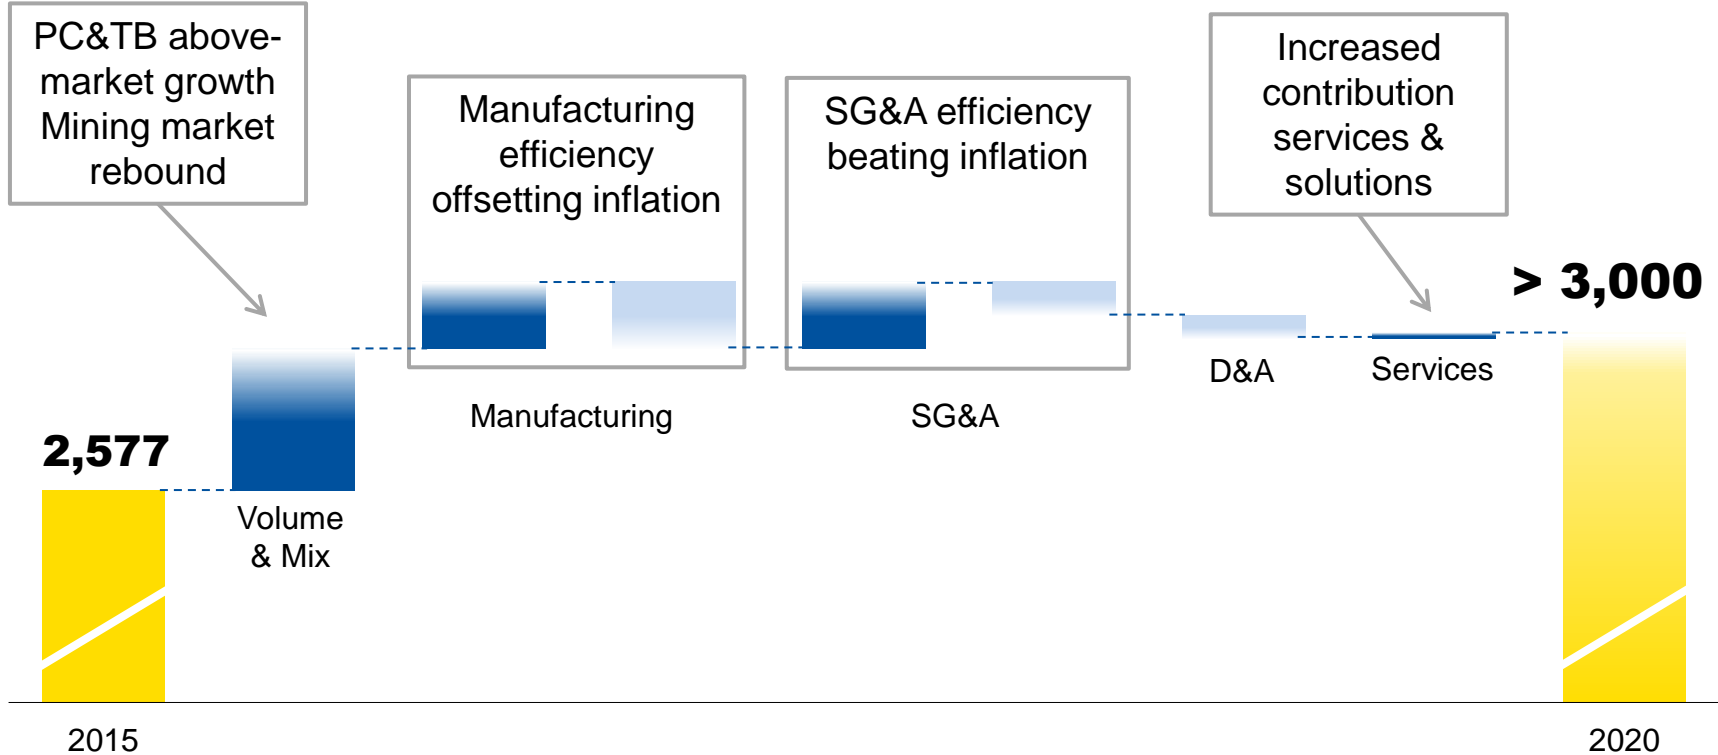 PC&TB above-
market growth
Mining market
rebound
Manufacturing
efficiency
offsetting inflation
SG&A efficiency
beating inflation
Increased
contribution
services &
solutions
2,577
> 3,000
Volume
& Mix
Manufacturing
SG&A
D&A
Services
2015
2020